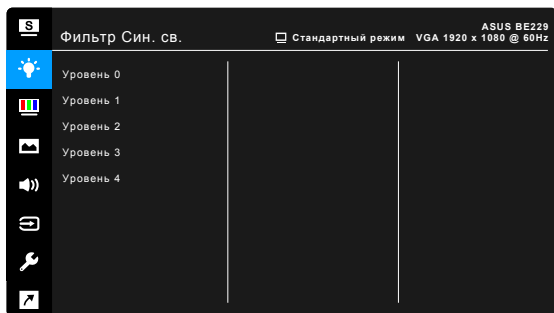 S
ASUS BE229
Фильтр Син. св.
Стандартный режим VGA 1920 x 1080 @ 60Hz
Уровень 0
Уровень 1
Уровень 2
Уровень 3
Уровень 4